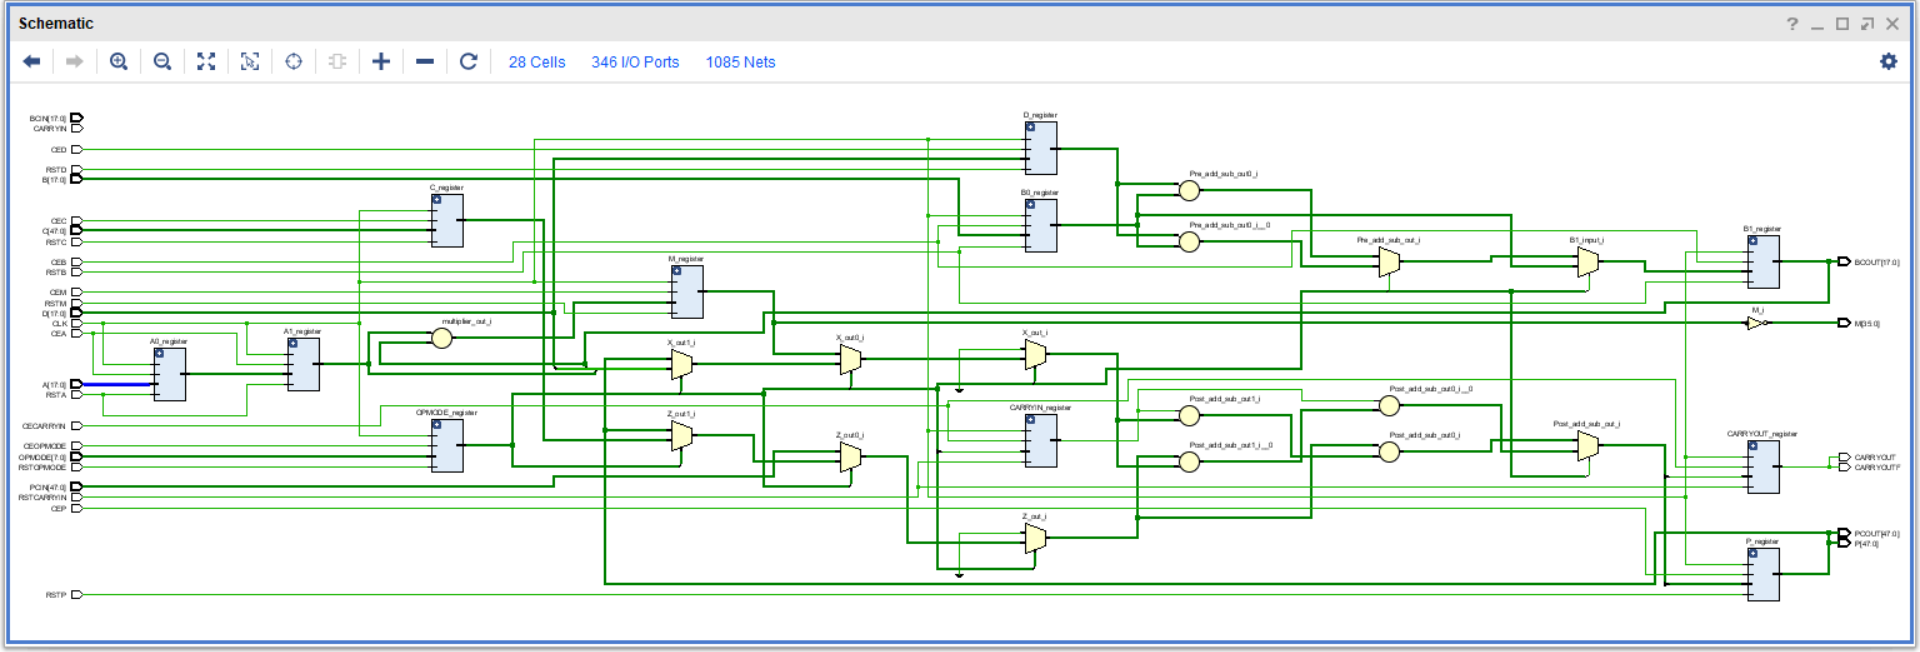 Schematic
28 Cells 346 I/O Ports 1085 Nets
BCIN[17:0]
CARRYIN
CED
RSTD
B[17:0]
CEC
C[47:0]
RSTC
CEB
RSTB
CEM
RSTM
D[17:0]
CLK
CEA
A[17:0]
RSTA
CECARRYIN
CEOPMODE
OPMODE[7:0]
RSTOPMODE
PCIN[47:0]
RSTCARRYIN
CEP
RSTP
A0_register
A1_register
C_register
multiplier_out_i
OPMODE_register
M_register
X_out1_i
Z_out1_i
X_out0_i
Z_out0_i
D_register
B0_register
X_out_i
CARRYIN_register
Z_out_i
Pre_add_sub_out0_i
Pre_add_sub_out0_i__0
Post_add_sub_out1_i
Post_add_sub_out1_i__0
Pre_add_sub_out_i
Post_add_sub_out0_i__0
Post_add_sub_out0_i
B1_input_i
Post_add_sub_out_i
B1_register
M_i
CARRYOUT_register
P_register
BCOUT[17:0]
M[35:0]
CARRYOUT
CARRYOUTF
PCOUT[47:0]
P[47:0]